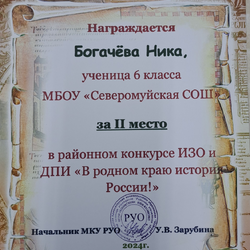 Награждается
Богачёва Ника,
ученица 6 класса
МБОУ «Северомуйская СОШ»
за II место
в районном конкурсе ИЗО и
ДПИ «В родном краю истории
России!»
РУО
Начальник МКУ РУО У.В. Зарубина
2024г.